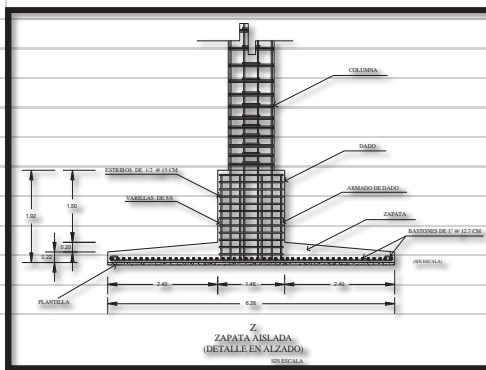 COLUMNA
DADO
ESTRIBOS DE 1/2 @ 15 CM
VARILLAS DE 5/8
ARMADO DE DADO
ZAPATA
BASTONES DE 1" @ 12.7 CM
(SIN ESCALA)
1.92
1.50
0.20
0.22
PLANTILLA
2.40
1.46
2.40
6.26
Z
ZAPATA AISLADA
(DETALLE EN ALZADO)
SIN ESCALA